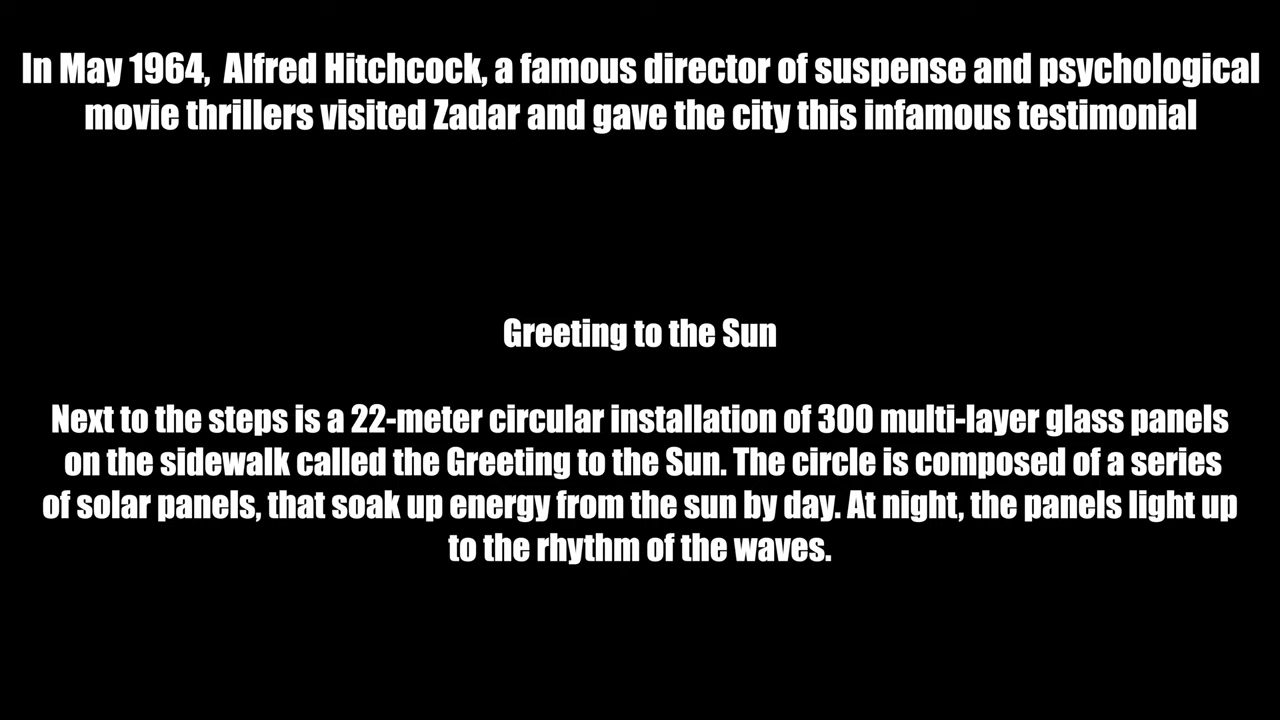 In May 1964,  Alfred Hitchcock, a famous director of suspense and psychological
movie thrillers visited Zadar and gave the city this infamous testimonial
Greeting to the Sun
Next to the steps is a 22-meter circular installation of 300 multi-layer glass panels
on the sidewalk called the Greeting to the Sun. The circle is composed of a series
of solar panels, that soak up energy from the sun by day. At night, the panels light up
to the rhythm of the waves.